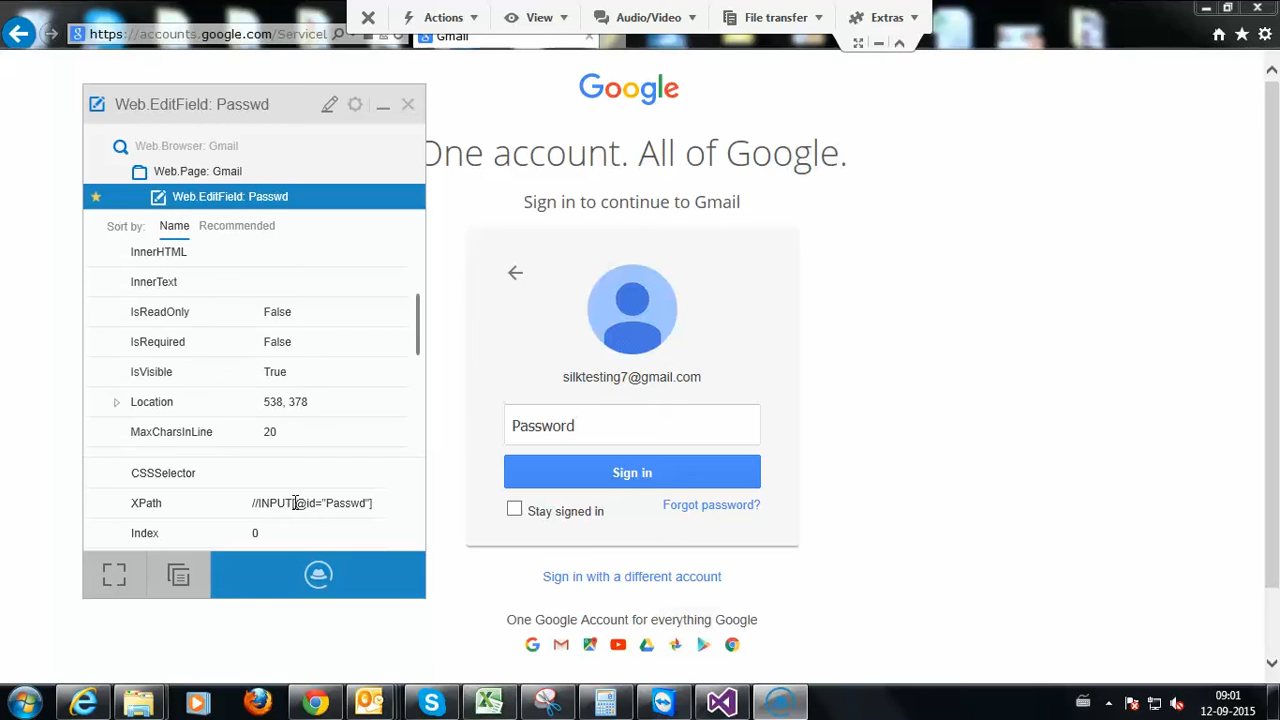 Actions
View
Audio/Video
File transfer
Extras
https://accounts.google.com/Servicel
Gmail
Google
One account. All of Google.
Sign in to continue to Gmail
silktesting7@gmail.com
Password
Sign in
Stay signed in
Forgot password?
Sign in with a different account
One Google Account for everything Google
Web.EditField: Passwd
Web.Browser: Gmail
Web.Page: Gmail
Web.EditField: Passwd
Sort by: Name Recommended
InnerHTML
InnerText
IsReadOnly False
IsRequired False
IsVisible True
Location 538, 378
MaxCharsInLine 20
CSSSelector
XPath //INPUT[@id="Passwd"]
Index 0
09:01
12-09-2015